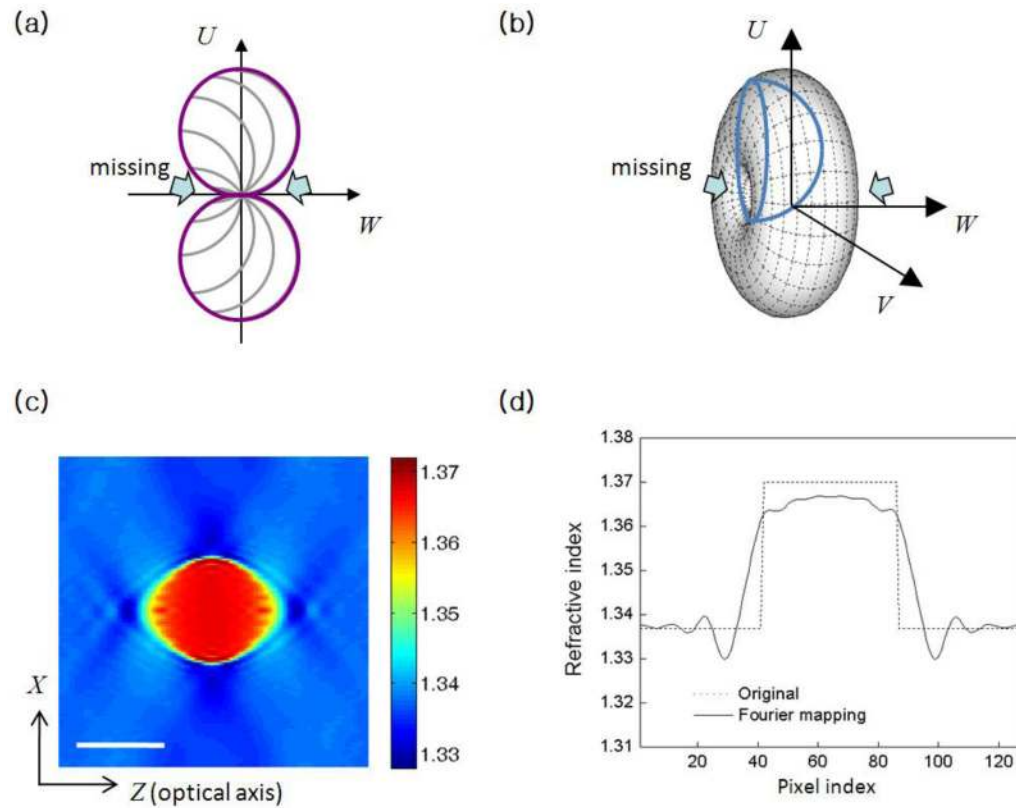 (a)
U
missing
W
(b)
U
missing
W
V
(c)
1.37
1.36
1.35
1.34
1.33
X
Z (optical axis)
(d)
Refractive index
1.38
1.37
1.36
1.35
1.34
1.33
1.32
1.31
Original
Fourier mapping
20 40 60 80 100 120
Pixel index